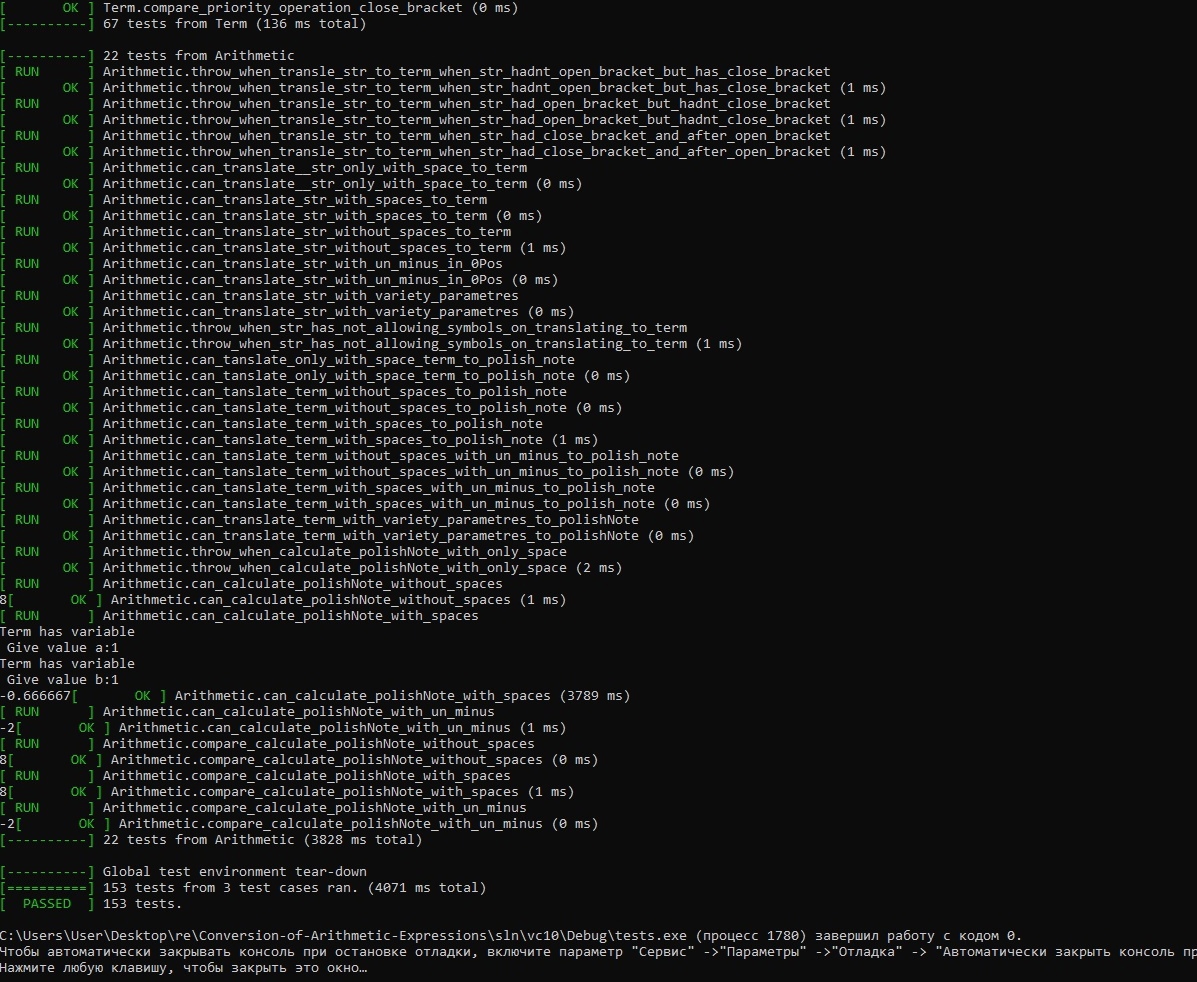 [       OK ] Term.compare_priority_operation_close_bracket (0 ms)
[----------] 67 tests from Term (136 ms total)
[----------] 22 tests from Arithmetic
[ RUN      ] Arithmetic.throw_when_transle_str_to_term_when_str_hadnt_open_bracket_but_has_close_bracket
[       OK ] Arithmetic.throw_when_transle_str_to_term_when_str_hadnt_open_bracket_but_has_close_bracket (1 ms)
[ RUN      ] Arithmetic.throw_when_transle_str_to_term_when_str_had_open_bracket_but_hadnt_close_bracket
[       OK ] Arithmetic.throw_when_transle_str_to_term_when_str_had_open_bracket_but_hadnt_close_bracket (1 ms)
[ RUN      ] Arithmetic.throw_when_transle_str_to_term_when_str_had_close_bracket_and_after_open_bracket
[       OK ] Arithmetic.throw_when_transle_str_to_term_when_str_had_close_bracket_and_after_open_bracket (1 ms)
[ RUN      ] Arithmetic.can_translate__str_only_with_space_to_term
[       OK ] Arithmetic.can_translate__str_only_with_space_to_term (0 ms)
[ RUN      ] Arithmetic.can_translate_str_with_spaces_to_term
[       OK ] Arithmetic.can_translate_str_with_spaces_to_term (0 ms)
[ RUN      ] Arithmetic.can_translate_str_without_spaces_to_term
[       OK ] Arithmetic.can_translate_str_without_spaces_to_term (1 ms)
[ RUN      ] Arithmetic.can_translate_str_with_un_minus_in_0Pos
[       OK ] Arithmetic.can_translate_str_with_un_minus_in_0Pos (0 ms)
[ RUN      ] Arithmetic.can_translate_str_with_variety_parametres
[       OK ] Arithmetic.can_translate_str_with_variety_parametres (0 ms)
[ RUN      ] Arithmetic.throw_when_str_has_not_allowing_symbols_on_translating_to_term
[       OK ] Arithmetic.throw_when_str_has_not_allowing_symbols_on_translating_to_term (1 ms)
[ RUN      ] Arithmetic.can_tanslate_only_with_space_term_to_polish_note
[       OK ] Arithmetic.can_tanslate_only_with_space_term_to_polish_note (0 ms)
[ RUN      ] Arithmetic.can_tanslate_term_without_spaces_to_polish_note
[       OK ] Arithmetic.can_tanslate_term_without_spaces_to_polish_note (0 ms)
[ RUN      ] Arithmetic.can_tanslate_term_with_spaces_to_polish_note
[       OK ] Arithmetic.can_tanslate_term_with_spaces_to_polish_note (1 ms)
[ RUN      ] Arithmetic.can_tanslate_term_without_spaces_with_un_minus_to_polish_note
[       OK ] Arithmetic.can_tanslate_term_without_spaces_with_un_minus_to_polish_note (0 ms)
[ RUN      ] Arithmetic.can_tanslate_term_with_spaces_with_un_minus_to_polish_note
[       OK ] Arithmetic.can_tanslate_term_with_spaces_with_un_minus_to_polish_note (0 ms)
[ RUN      ] Arithmetic.can_translate_term_with_variety_parametres_to_polishNote
[       OK ] Arithmetic.can_translate_term_with_variety_parametres_to_polishNote (0 ms)
[ RUN      ] Arithmetic.throw_when_calculate_polishNote_with_only_space
[       OK ] Arithmetic.throw_when_calculate_polishNote_with_only_space (2 ms)
[ RUN      ] Arithmetic.can_calculate_polishNote_without_spaces
8[       OK ] Arithmetic.can_calculate_polishNote_without_spaces (1 ms)
[ RUN      ] Arithmetic.can_calculate_polishNote_with_spaces
Term has variable
 Give value a:1
Term has variable
 Give value b:1
-0.666667[       OK ] Arithmetic.can_calculate_polishNote_with_spaces (3789 ms)
[ RUN      ] Arithmetic.can_calculate_polishNote_with_un_minus
-2[       OK ] Arithmetic.can_calculate_polishNote_with_un_minus (1 ms)
[ RUN      ] Arithmetic.compare_calculate_polishNote_without_spaces
8[       OK ] Arithmetic.compare_calculate_polishNote_without_spaces (0 ms)
[ RUN      ] Arithmetic.compare_calculate_polishNote_with_spaces
8[       OK ] Arithmetic.compare_calculate_polishNote_with_spaces (1 ms)
[ RUN      ] Arithmetic.compare_calculate_polishNote_with_un_minus
-2[       OK ] Arithmetic.compare_calculate_polishNote_with_un_minus (0 ms)
[----------] 22 tests from Arithmetic (3828 ms total)
[----------] Global test environment tear-down
[==========] 153 tests from 3 test cases ran. (4071 ms total)
[  PASSED  ] 153 tests.
C:\Users\User\Desktop\re\Conversion-of-Arithmetic-Expressions\sln\vc10\Debug\tests.exe (процесс 1780) завершил работу с кодом 0.
Чтобы автоматически закрывать консоль при остановке отладки, включите параметр "Сервис" ->"Параметры" ->"Отладка" -> "Автоматически закрыть консоль пр
Нажмите любую клавишу, чтобы закрыть это окно…